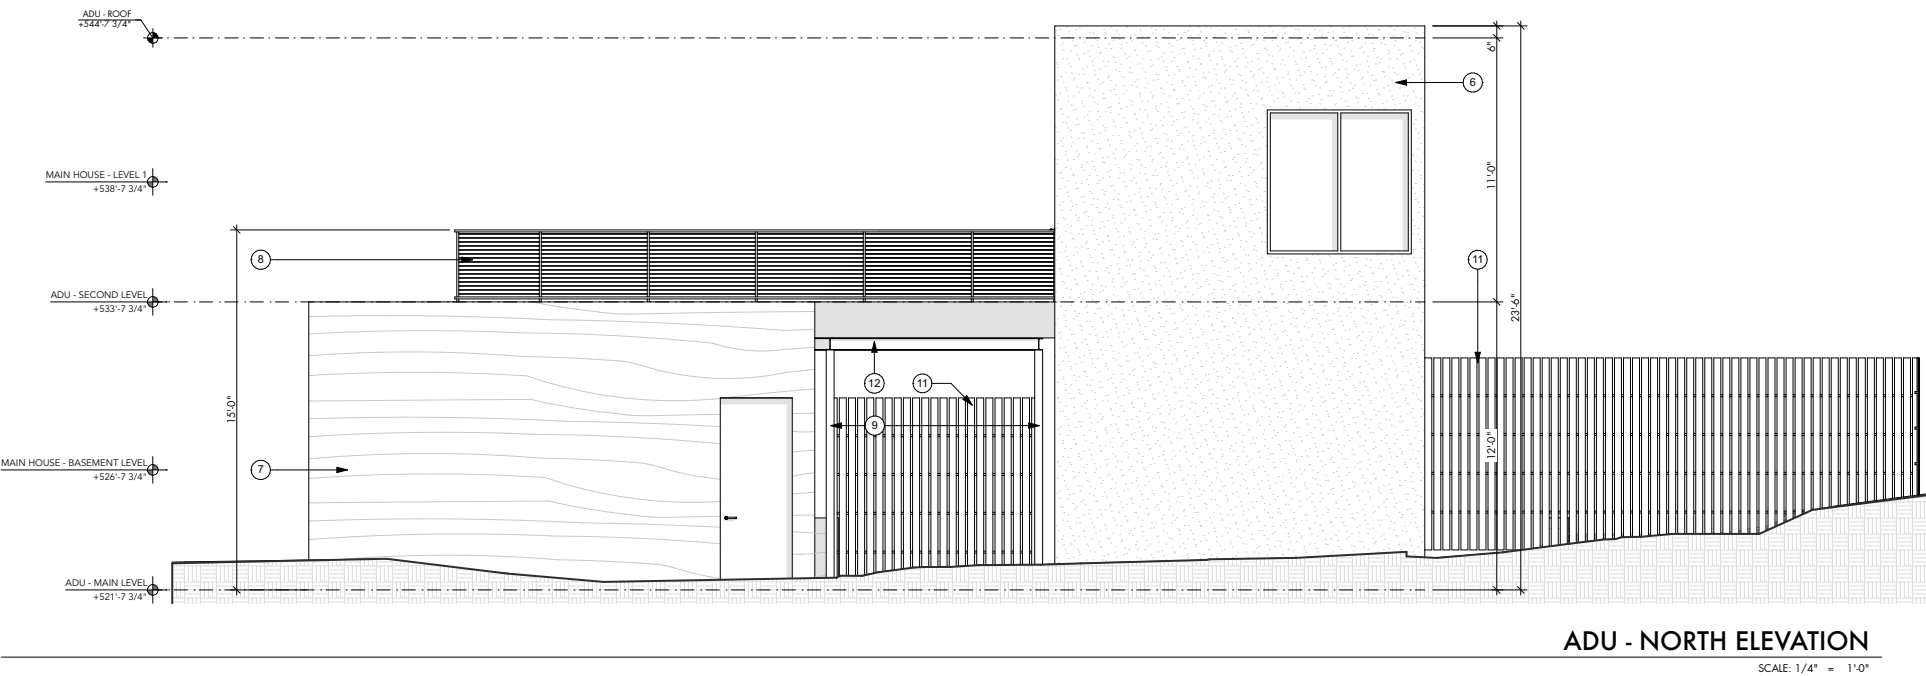 ADU - ROOF
+544'-7 3/4"
6"
6
MAIN HOUSE - LEVEL 1
+538'-7 3/4"
11'-0"
8
11
ADU - SECOND LEVEL
+533'-7 3/4"
23'-6"
12
11
15'-0"
9
12'-0"
MAIN HOUSE - BASEMENT LEVEL
+526'-7 3/4"
7
ADU - MAIN LEVEL
+521'-7 3/4"
ADU - NORTH ELEVATION
SCALE: 1/4" = 1'-0"